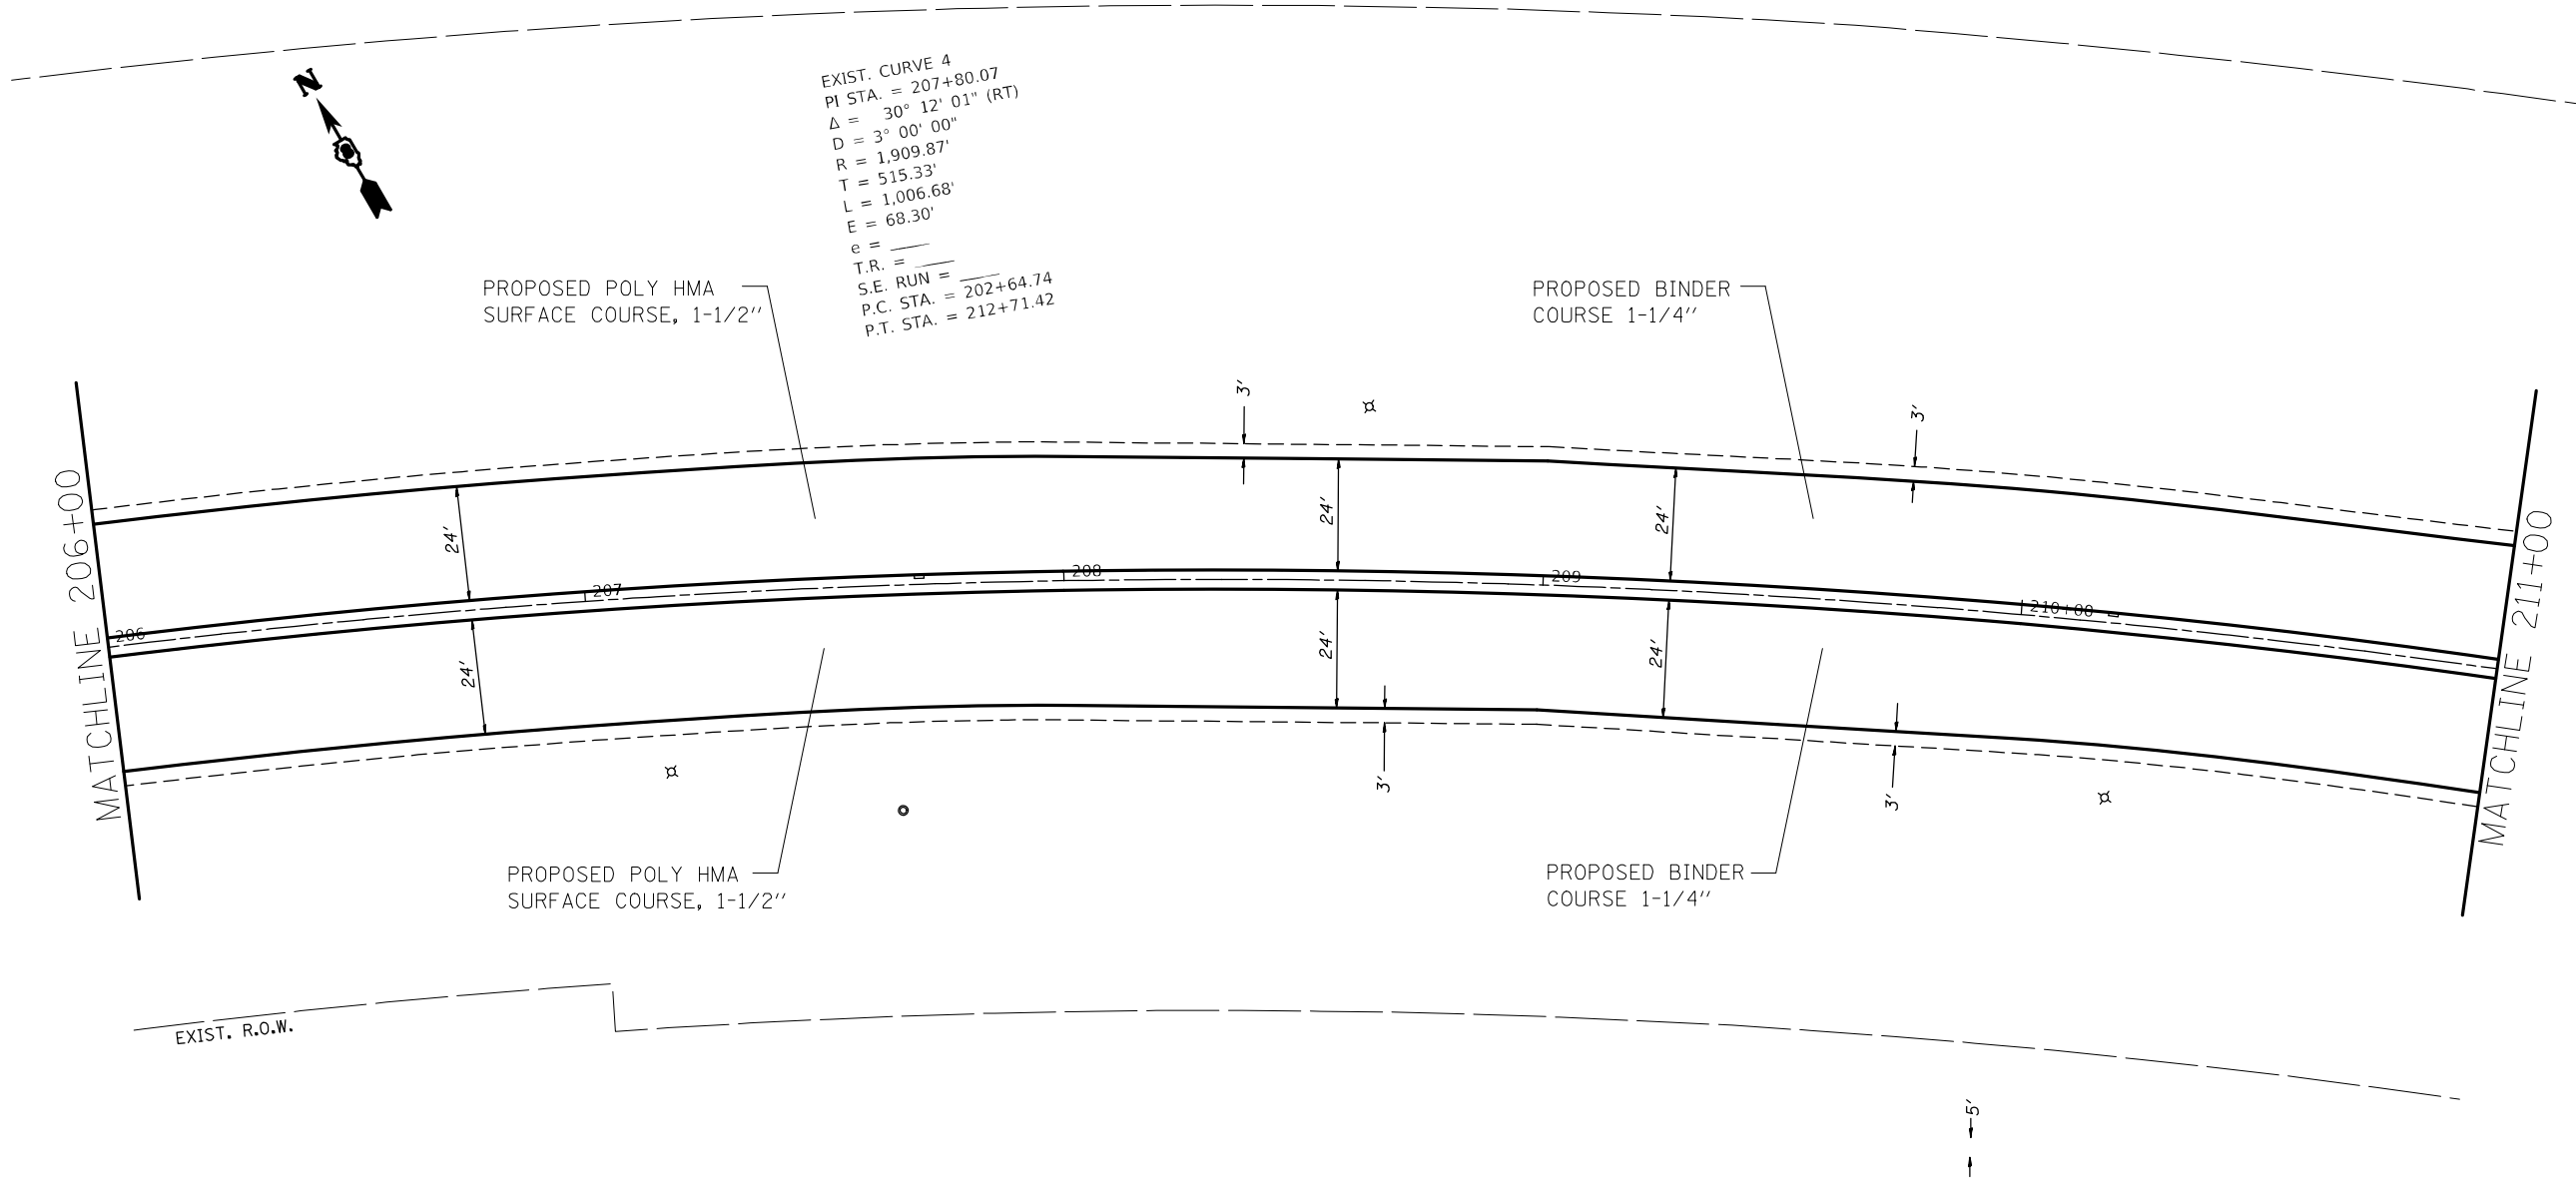 N
EXIST. CURVE 4
PI STA. = 207+80.07
Δ = 30° 12' 01" (RT)
D = 3° 00' 00"
R = 1,909.87'
T = 515.33'
L = 1,006.68'
E = 68.30'
e = _____
T.R. = _____
S.E. RUN = _____
P.C. STA. = 202+64.74
P.T. STA. = 212+71.42
PROPOSED POLY HMA
SURFACE COURSE, 1-1/2"
PROPOSED BINDER
COURSE 1-1/4"
3'
3'
MATCHLINE 206+00
24'
24'
24'
206
207
208
209
210+00
MATCHLINE 211+00
24'
24'
24'
3'
3'
PROPOSED POLY HMA
SURFACE COURSE, 1-1/2"
PROPOSED BINDER
COURSE 1-1/4"
EXIST. R.O.W.
5'